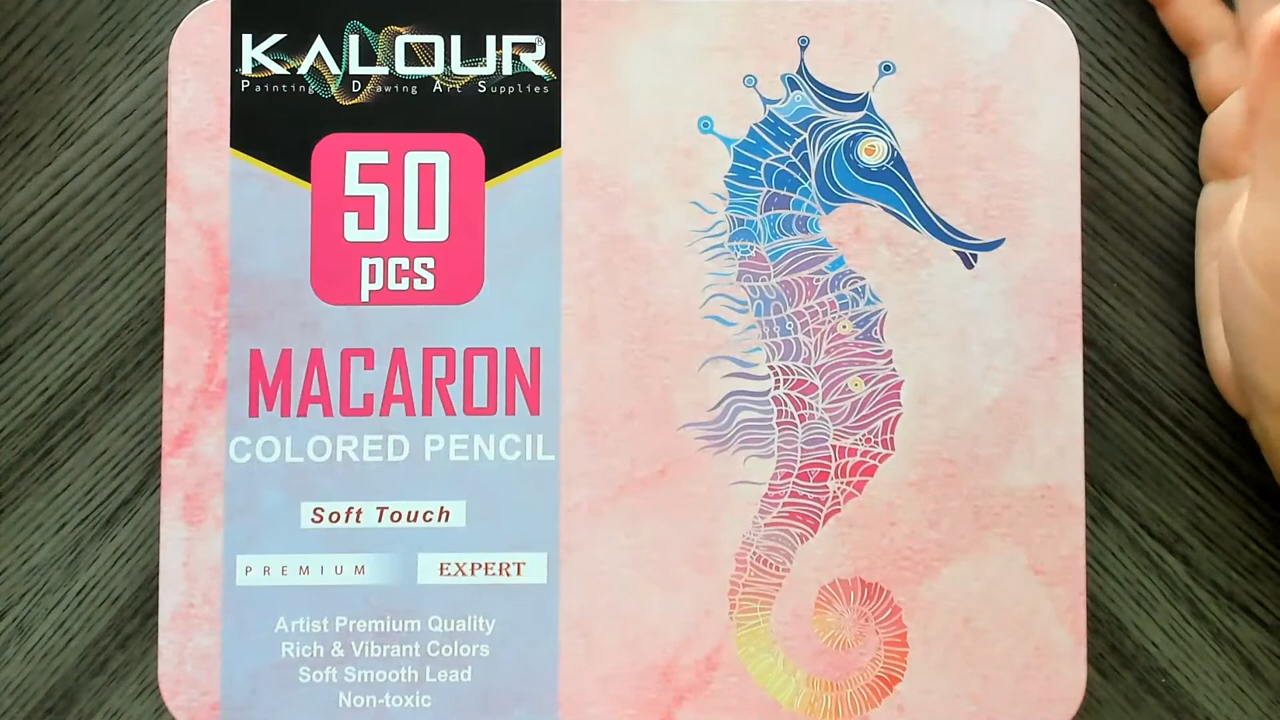 KALOUR®
Painting Drawing Art Supplies
50
pcs
MACARON
COLORED PENCIL
Soft Touch
PREMIUM EXPERT
Artist Premium Quality
Rich & Vibrant Colors
Soft Smooth Lead
Non-toxic